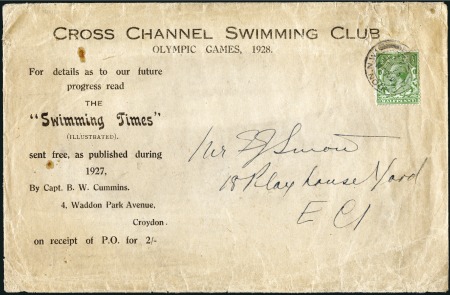 CROSS CHANNEL SWIMMING CLUB
OLYMPIC GAMES, 1928.
For details as to our future
progress read
THE
"Swimming Times"
(ILLUSTRATED),
sent free, as published during
1927,
By Capt. B. W. Cummins.
4, Waddon Park Avenue,
Croydon.
on receipt of P.O. for 2/-
Mr Simon
18 Playhouse Yard
E C 1
HALFPENNY